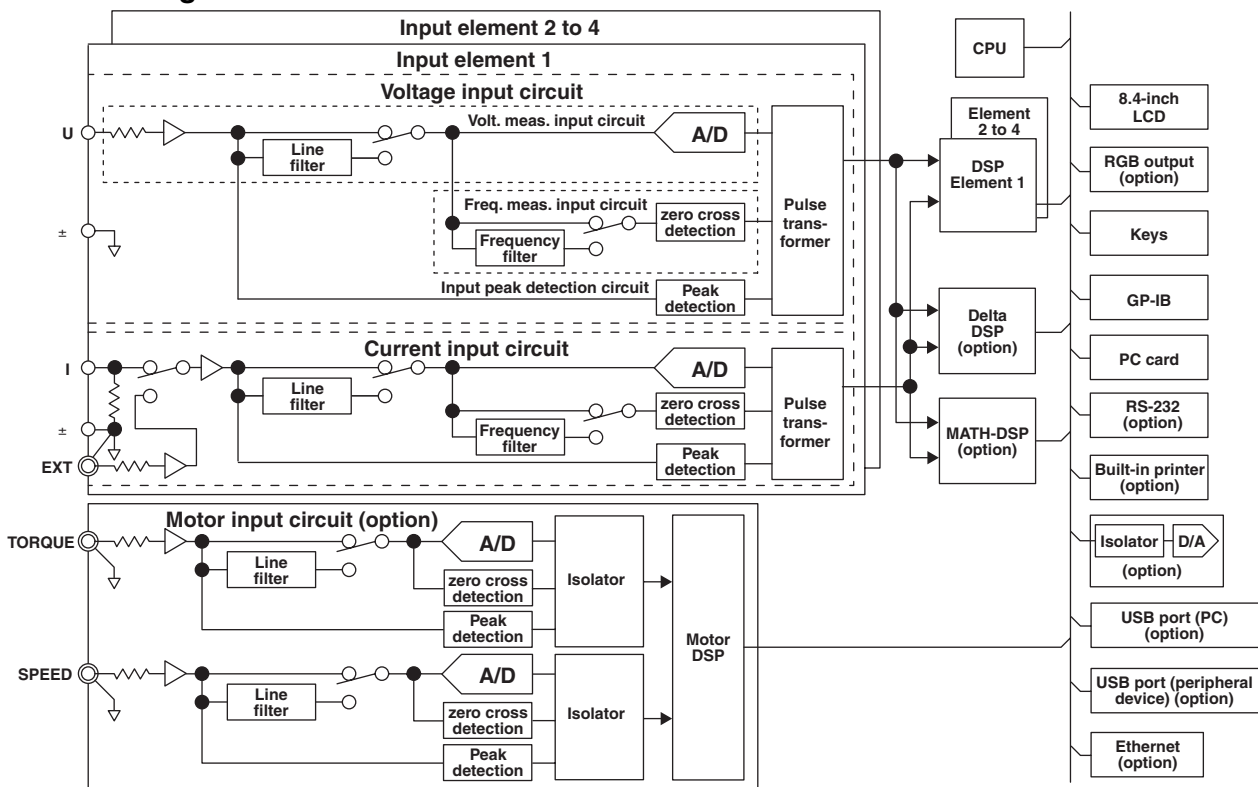 Input element 2 to 4
Input element 1
Voltage input circuit
U
Line
filter
Volt. meas. input circuit
A/D
±
Freq. meas. input circuit
Frequency
filter
zero cross
detection
Input peak detection circuit
Peak
detection
Pulse
trans-
former
Current input circuit
I
±
EXT
Line
filter
A/D
Frequency
filter
zero cross
detection
Peak
detection
Pulse
trans-
former
Motor input circuit (option)
TORQUE
Line
filter
A/D
zero cross
detection
Peak
detection
Isolator
SPEED
Line
filter
A/D
zero cross
detection
Peak
detection
Isolator
Motor
DSP
CPU
Element
2 to 4
DSP
Element 1
Delta
DSP
(option)
MATH-DSP
(option)
8.4-inch
LCD
RGB output
(option)
Keys
GP-IB
PC card
RS-232
(option)
Built-in printer
(option)
Isolator
D/A
(option)
USB port (PC)
(option)
USB port (peripheral
device) (option)
Ethernet
(option)